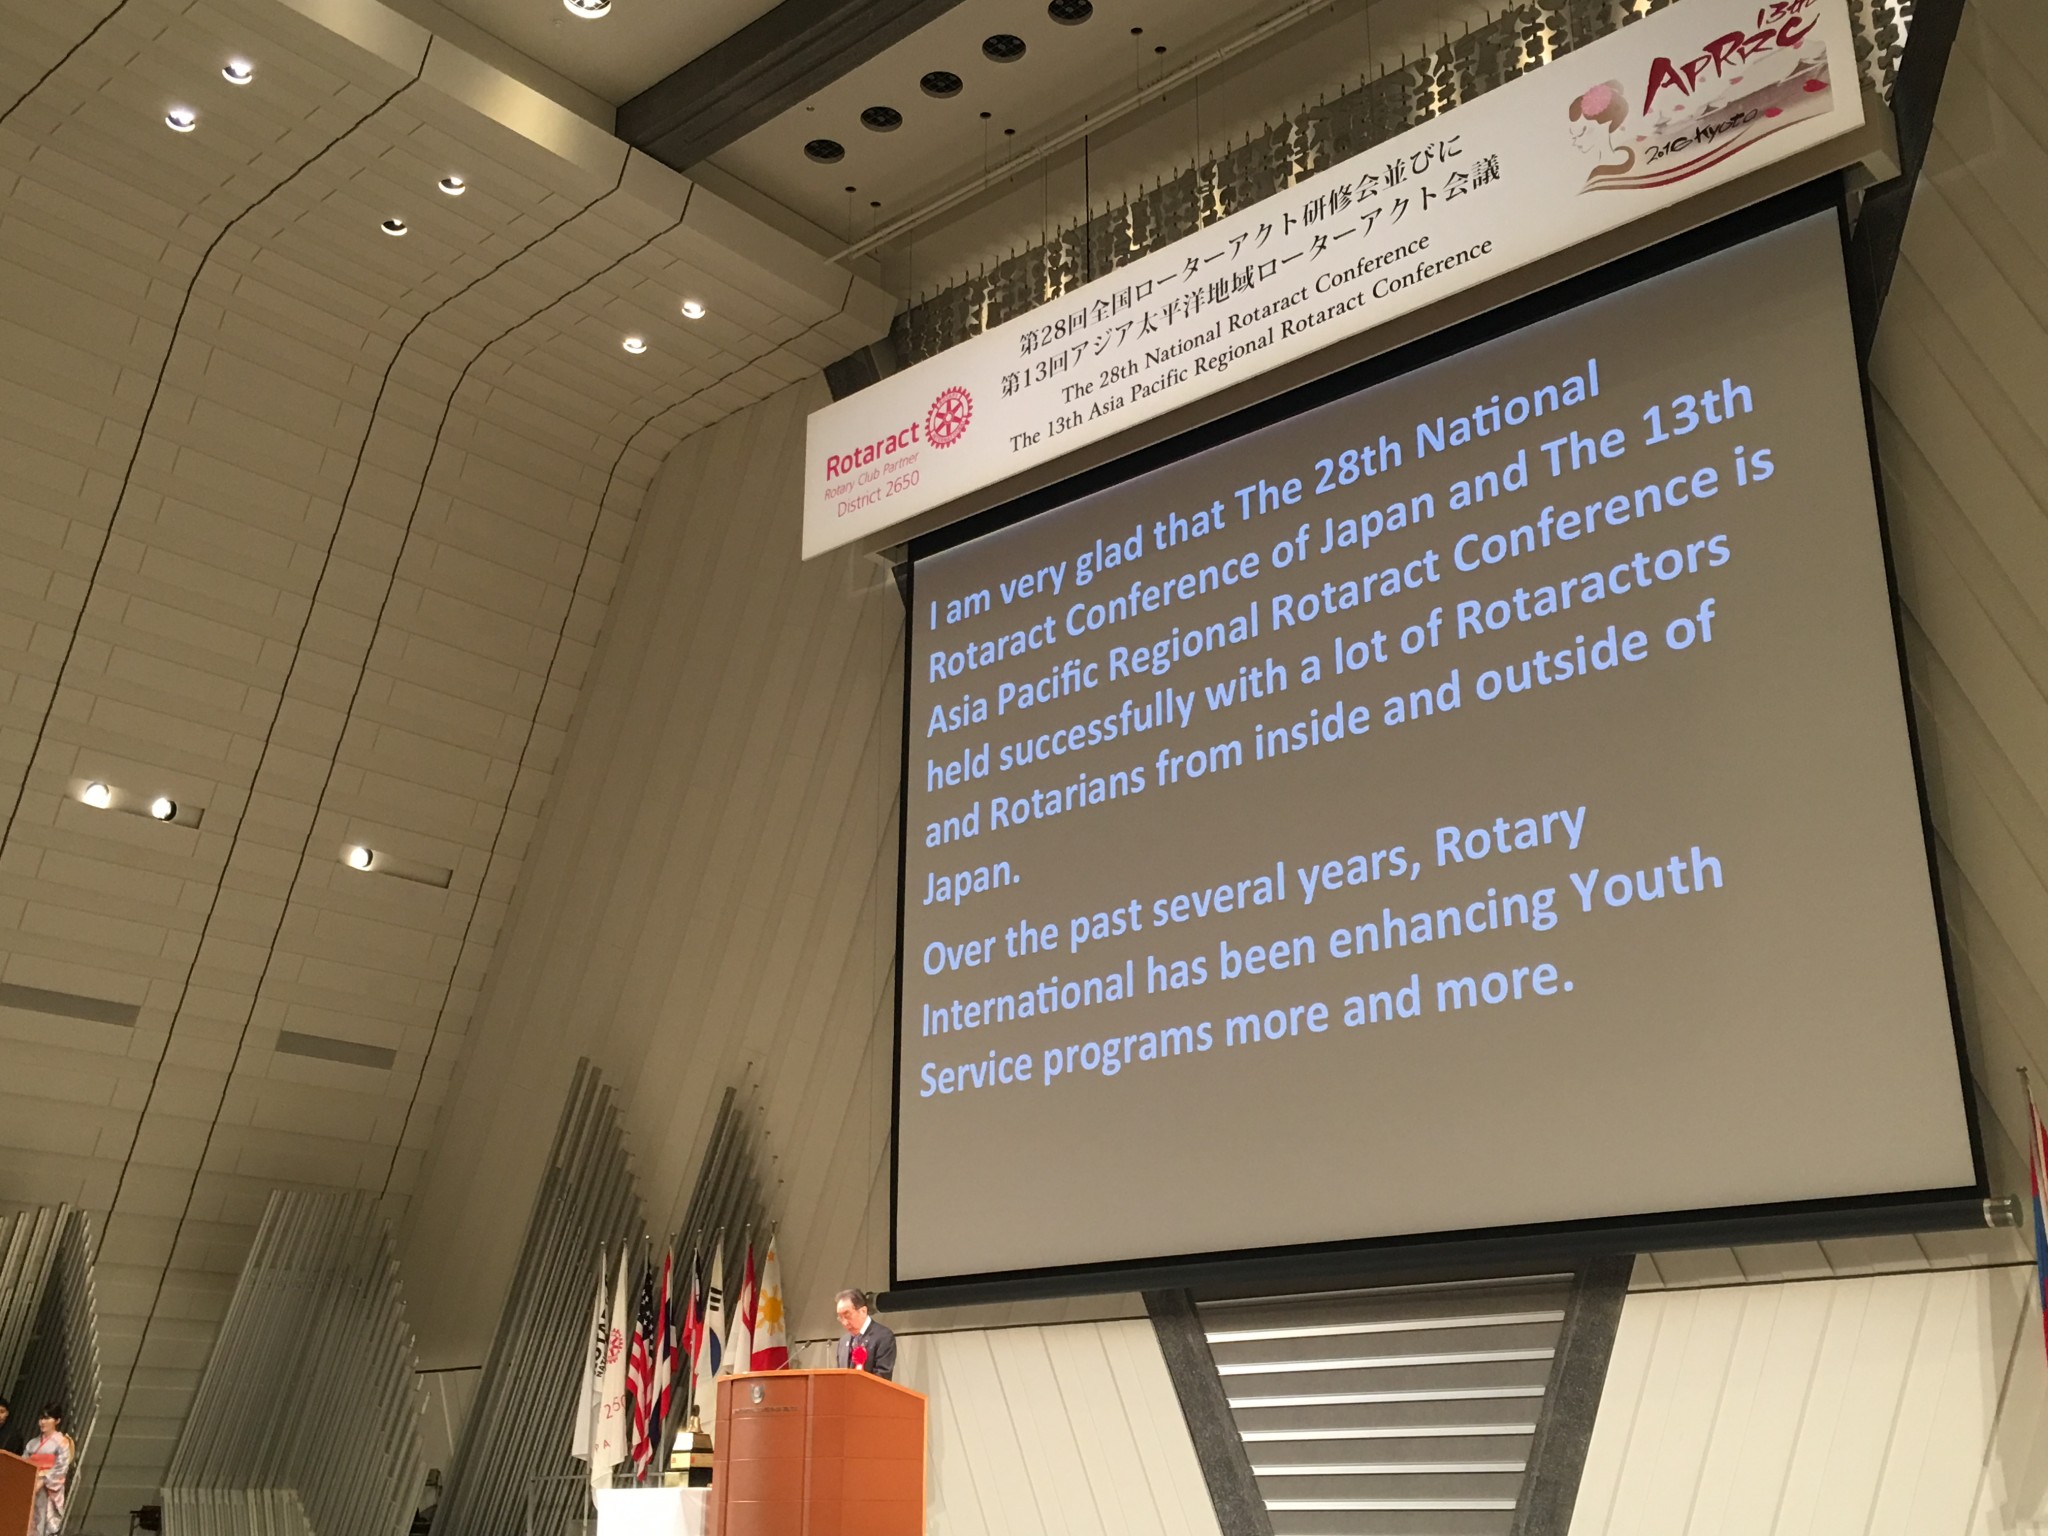 13th
APRRC
2016 Kyoto
第28回全国ローターアクト研修会並びに
第13回アジア太平洋地域ローターアクト会議
The 28th National Rotaract Conference
The 13th Asia Pacific Regional Rotaract Conference
Rotaract
Rotary Club Partner
District 2650
I am very glad that The 28th National
Rotaract Conference of Japan and The 13th
Asia Pacific Regional Rotaract Conference is
held successfully with a lot of Rotaractors
and Rotarians from inside and outside of
Japan.
Over the past several years, Rotary
International has been enhancing Youth
Service programs more and more.